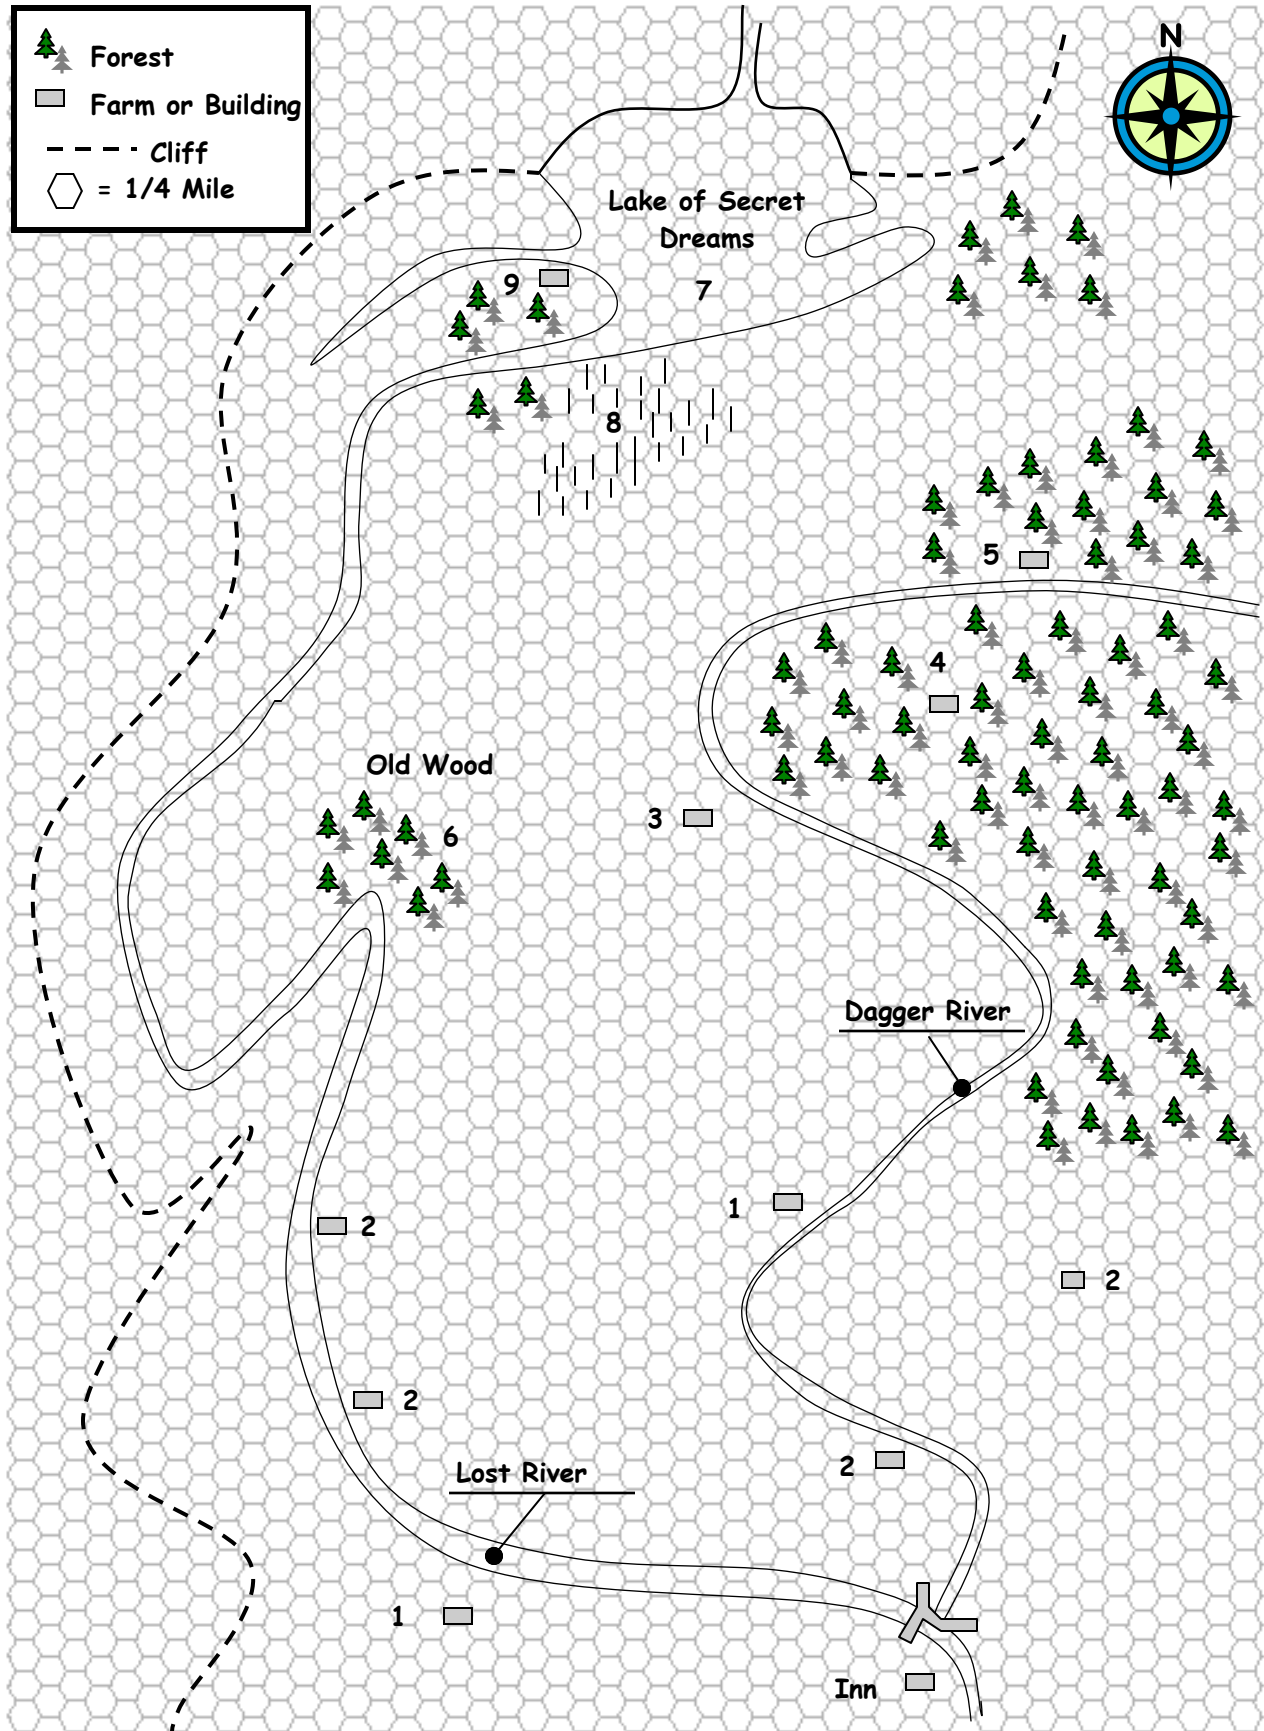 N
Forest
Farm or Building
Cliff
= 1/4 Mile
Lake of Secret
Dreams
9
7
8
5
4
Old Wood
3
6
Dagger River
1
2
2
2
2
Lost River
1
Inn